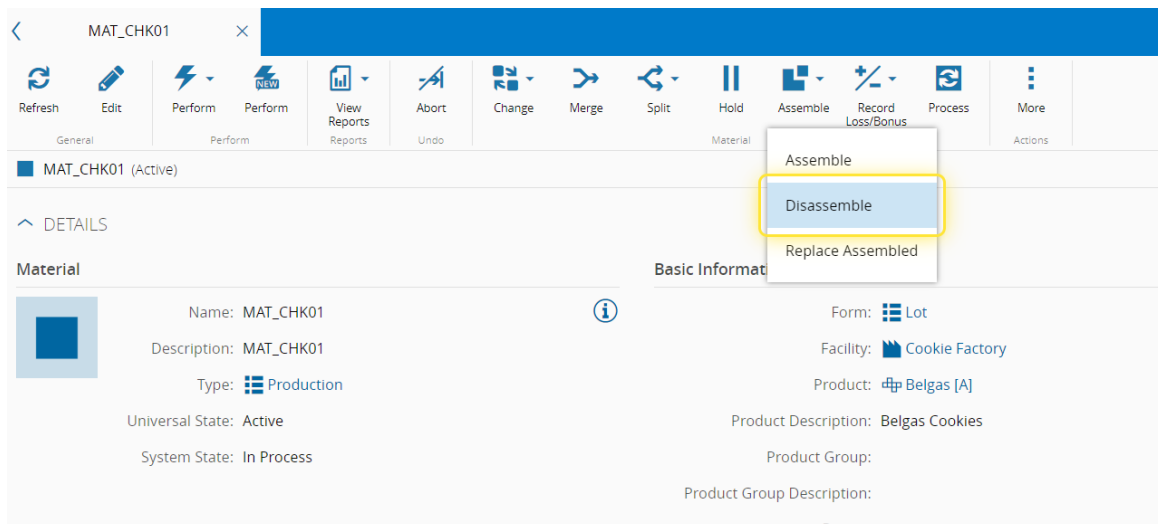 MAT_CHK01
Refresh Edit Perform Perform View Reports Abort Change Merge Split Hold Assemble Record Loss/Bonus Process More
NEW
General Perform Reports Undo Material Actions
MAT_CHK01 (Active)
Assemble
Disassemble
Replace Assembled
DETAILS
Material
Name: MAT_CHK01
Description: MAT_CHK01
Type: Production
Universal State: Active
System State: In Process
Basic Informat
Form: Lot
Facility: Cookie Factory
Product: Belgas [A]
Product Description: Belgas Cookies
Product Group:
Product Group Description: